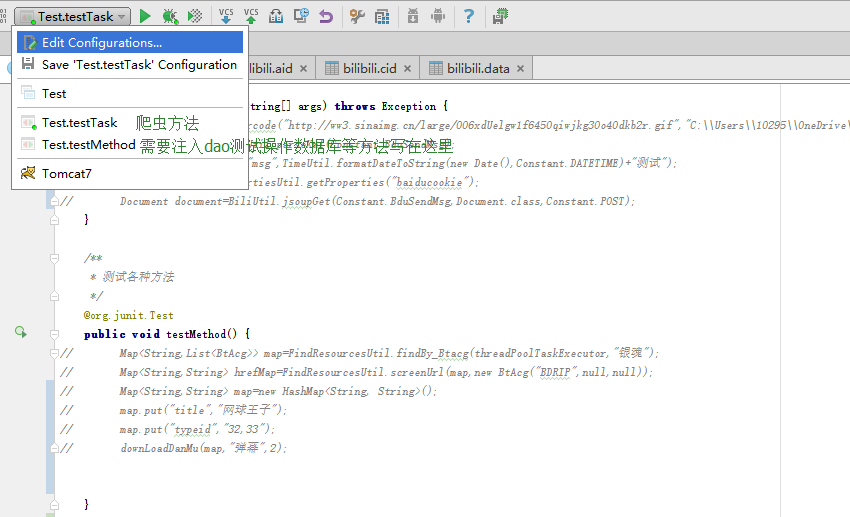 Test.testTask
VCS VCS
Edit Configurations...
Save 'Test.testTask' Configuration
Test
Test.testTask 爬虫方法
Test.testMethod 需要注入dao测试操作数据库等方法写在这里
Tomcat7
libili.aid × bilibili.cid × bilibili.data ×
tring[] args) throws Exception {
rcode("http://ww3.sinaimg.cn/large/006xdUelgw1f6450qiwjkg30o40dkb2r.gif","C:\\Users\\10295\\OneDrive\
"msg",TimeUtil.formatDateToString(new Date(),Constant.DATETIME)+"测试");
ertiesUtil.getProperties("baiducookie");
// Document document=BiliUtil.jsoupGet(Constant.BduSendMsg,Document.class,Constant.POST);
}
/**
* 测试各种方法
*/
@org.junit.Test
public void testMethod() {
// Map<String,List<BtAcg>> map=FindResourcesUtil.findBy_Btacg(threadPoolTaskExecutor,"银魂");
// Map<String,String> hrefMap=FindResourcesUtil.screenUrl(map,new BtAcg("BDRIP",null,null));
// Map<String,String> map=new HashMap<String, String>();
// map.put("title","网球王子");
// map.put("typeid","32,33");
// downLoadDanMu(map,"弹幕",2);
}